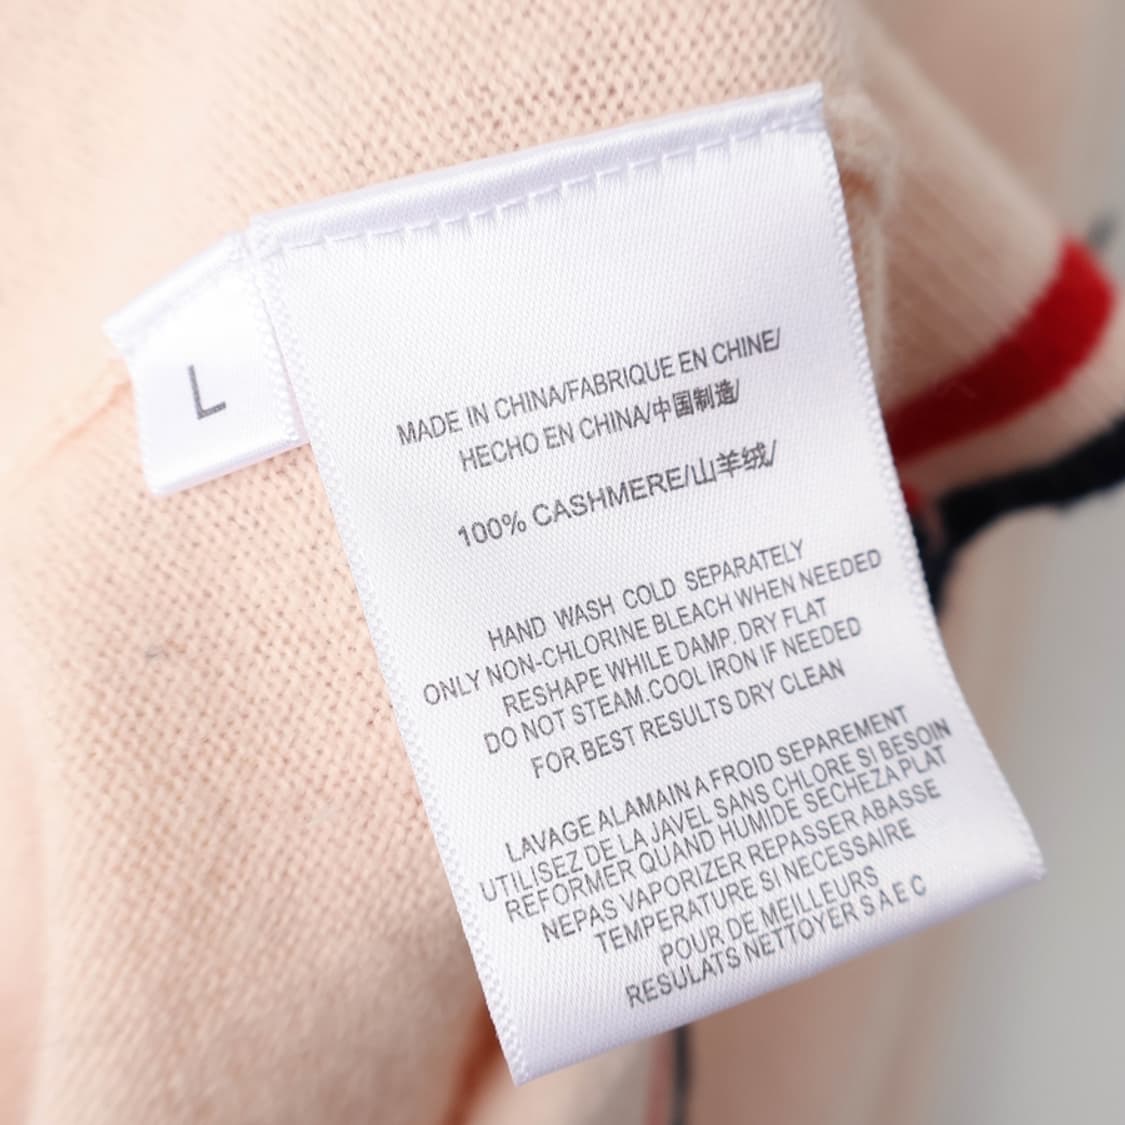 L
MADE IN CHINA/FABRIQUE EN CHINE/
HECHO EN CHINA/中国制造/
100% CASHMERE/山羊绒/
HAND WASH COLD SEPARATELY
ONLY NON-CHLORINE BLEACH WHEN NEEDED
RESHAPE WHILE DAMP. DRY FLAT
DO NOT STEAM.COOL IRON IF NEEDED
FOR BEST RESULTS DRY CLEAN
LAVAGE ALAMAIN A FROID SEPAREMENT
UTILISEZ DE LA JAVEL SANS CHLORE SI BESOIN
REFORMER QUAND HUMIDE SECHEZA PLAT
NEPAS VAPORIZER REPASSER ABASSE
TEMPERATURE SI NECESSAIRE
POUR DE MEILLEURS
RESULATS NETTOYER S A E C